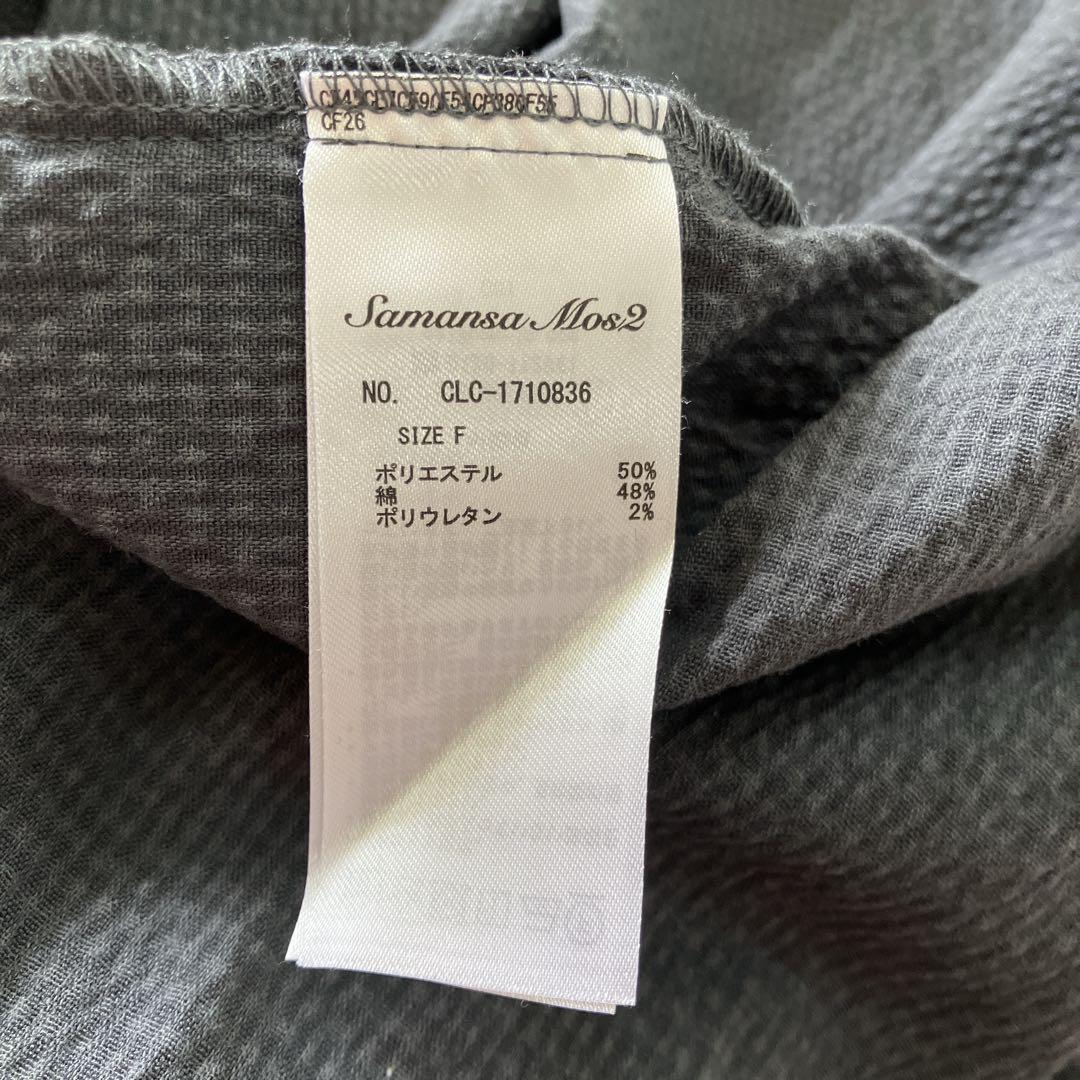 CF26
Samansa Mos2
NO. CLC-1710836
SIZE F
ポリエステル 50%
綿 48%
ポリウレタン 2%